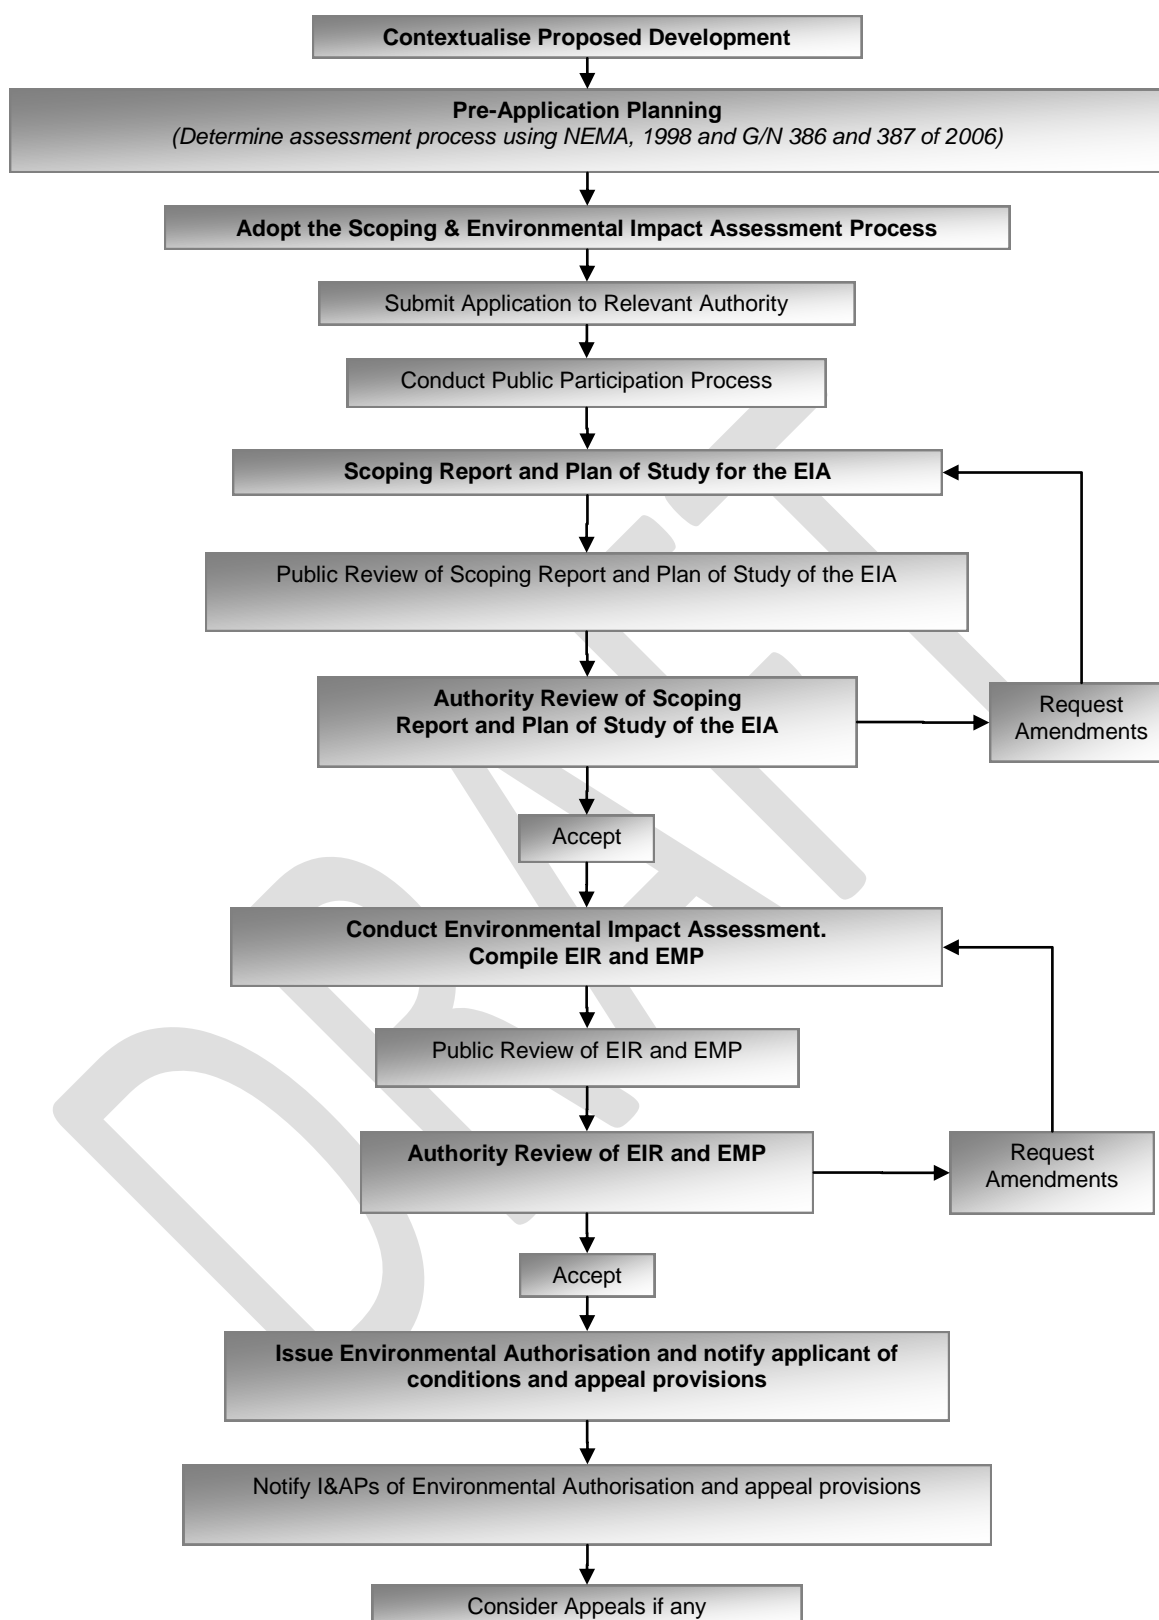 Contextualise Proposed Development
Pre-Application Planning
(Determine assessment process using NEMA, 1998 and G/N 386 and 387 of 2006)
Adopt the Scoping & Environmental Impact Assessment Process
Submit Application to Relevant Authority
Conduct Public Participation Process
Scoping Report and Plan of Study for the EIA
Public Review of Scoping Report and Plan of Study of the EIA
Authority Review of Scoping
Report and Plan of Study of the EIA
Request
Amendments
Accept
Conduct Environmental Impact Assessment.
Compile EIR and EMP
Public Review of EIR and EMP
Authority Review of EIR and EMP
Request
Amendments
Accept
Issue Environmental Authorisation and notify applicant of
conditions and appeal provisions
Notify I&APs of Environmental Authorisation and appeal provisions
Consider Appeals if any
DRAFT